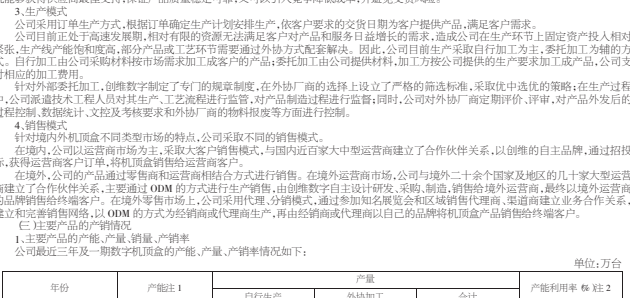 3、生产模式
公司采用订单生产方式,根据订单确定生产计划安排生产,依客户要求的交货日期为客户提供产品,满足客户需求。
公司目前正处于高速发展期,相对有限的资源无法满足客户对产品和服务日益增长的需求,造成公司在生产环节上固定资产投入相对
紧张,生产线产能饱和度高,部分产品或工艺环节需要通过外协方式配套解决。因此,公司目前生产采取自行加工为主,委托加工为辅的方
式。自行加工由公司采购材料按市场需求加工成客户的产品;委托加工由公司提供材料,加工方按公司提供的生产要求加工成产品,公司支
付相应的加工费用。
针对外部委托加工,创维数字制定了专门的规章制度,在外协厂商的选择上设立了严格的筛选标准,采取优中选优的策略;在生产过程
中,公司派遣技术工程人员对其生产、工艺流程进行监管,对产品制造过程进行监督;同时,公司对外协厂商定期评价、评审,对产品外发后的
过程控制、数据统计、文控及考核要求和外协厂商的物料报废等方面进行控制。
4、销售模式
针对境内外机顶盒不同类型市场的特点,公司采取不同的销售模式。
在境内,公司以运营商市场为主,采取大客户销售模式,与国内近百家大中型运营商建立了合作伙伴关系,以创维的自主品牌,通过招投
标,获得运营商客户订单,将机顶盒销售给运营商客户。
在境外,公司的产品通过零售商和运营商相结合方式进行销售。在境外运营商市场,公司与境外二十余个国家及地区的几十家大型运营
商建立了合作伙伴关系,主要通过 ODM 的方式进行生产销售,由创维数字自主设计研发、采购、制造,销售给境外运营商,最终以境外运营商
的品牌销售给终端客户。在境外零售市场上,公司采用代理、分销模式,通过参加知名展览会和区域销售代理商、渠道商建立业务合作关系,
建立和完善销售网络,以 ODM 的方式为经销商或代理商生产,再由经销商或代理商以自己的品牌将机顶盒产品销售给终端客户。
(三)主要产品的产销情况
1、主要产品的产能、产量、销量、产销率
公司最近三年及一期数字机顶盒的产能、产量、产销率情况如下:
单位:万台
年份 产能注 1 产量 产能利用率(%)注 2
自行生产 外协加工 合计